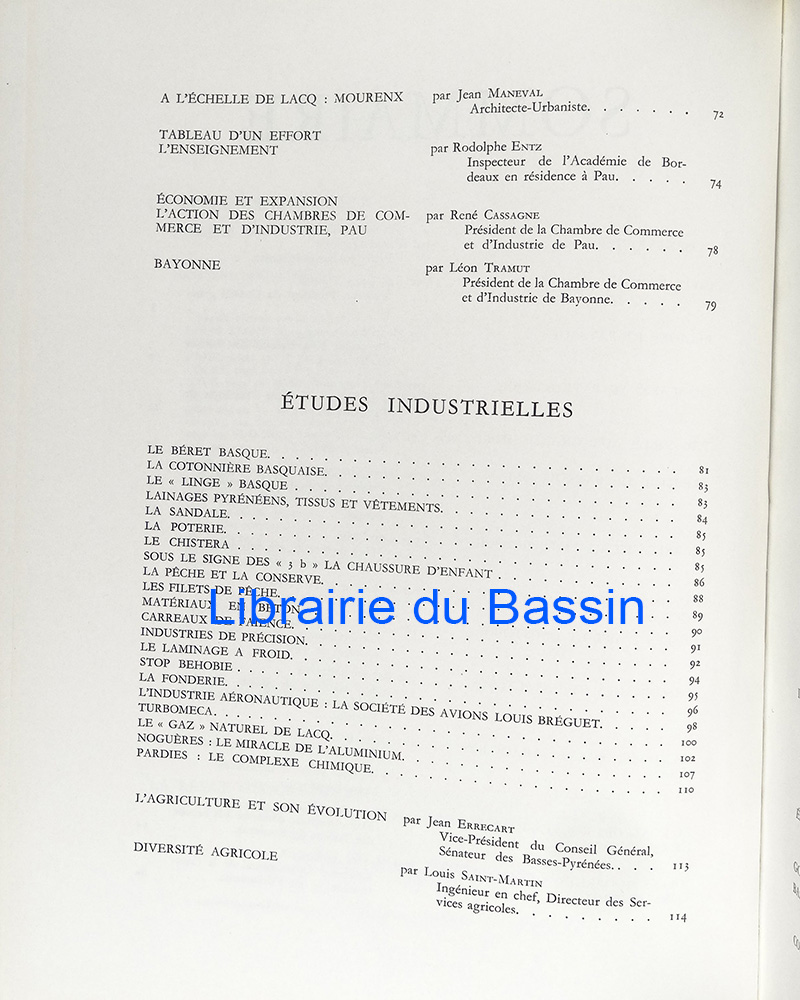 A L'ÉCHELLE DE LACQ : MOURENX par Jean MANEVAL
Architecte-Urbaniste. . . . . . . 72
TABLEAU D'UN EFFORT
L'ENSEIGNEMENT par Rodolphe ENTZ
Inspecteur de l'Académie de Bor-
deaux en résidence à Pau. . . . . 74
ÉCONOMIE ET EXPANSION
L'ACTION DES CHAMBRES DE COM- par René CASSAGNE
MERCE ET D'INDUSTRIE, PAU Président de la Chambre de Commerce
et d'Industrie de Pau. . . . . . 78
BAYONNE par Léon TRAMUT
Président de la Chambre de Commerce
et d'Industrie de Bayonne. . . . . 79
ÉTUDES INDUSTRIELLES
LE BÉRET BASQUE. 81
LA COTONNIÈRE BASQUAISE. 83
LE « LINGE » BASQUE . 83
LAINAGES PYRÉNÉENS, TISSUS ET VÊTEMENTS. 84
LA SANDALE. 85
LA POTERIE. 85
LE CHISTERA . 85
SOUS LE SIGNE DES « 3 b » LA CHAUSSURE D'ENFANT . 86
LA PÊCHE ET LA CONSERVE. 88
LES FILETS DE PÊCHE. 89
MATÉRIAUX EN BÉTON 90
CARREAUX DE FAÏENCE. 91
INDUSTRIES DE PRÉCISION. 92
LE LAMINAGE A FROID. 94
STOP BEHOBIE . 95
LA FONDERIE. 96
L'INDUSTRIE AÉRONAUTIQUE : LA SOCIÉTÉ DES AVIONS LOUIS BRÉGUET. 98
TURBOMECA. 100
LE « GAZ » NATUREL DE LACQ. 102
NOGUÈRES : LE MIRACLE DE L'ALUMINIUM. 107
PARDIES : LE COMPLEXE CHIMIQUE. 110
L'AGRICULTURE ET SON ÉVOLUTION par Jean ERRECART
Vice-Président du Conseil Général,
Sénateur des Basses-Pyrénées. . . . 113
DIVERSITÉ AGRICOLE par Louis SAINT-MARTIN
Ingénieur en chef, Directeur des Ser-
vices agricoles. . . . . . . . . 114
Librairie du Bassin